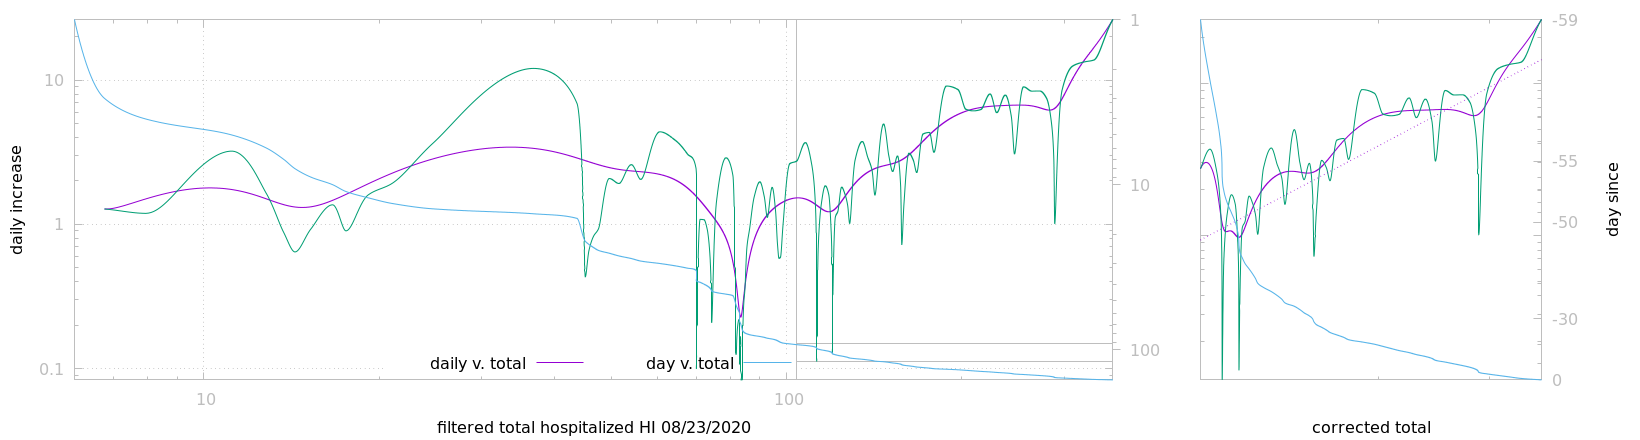 1
-59
10
-55
daily increase
10
day since
1
-50
-30
daily v. total
day v. total
100
0.1
0
10
100
filtered total hospitalized HI 08/23/2020
corrected total